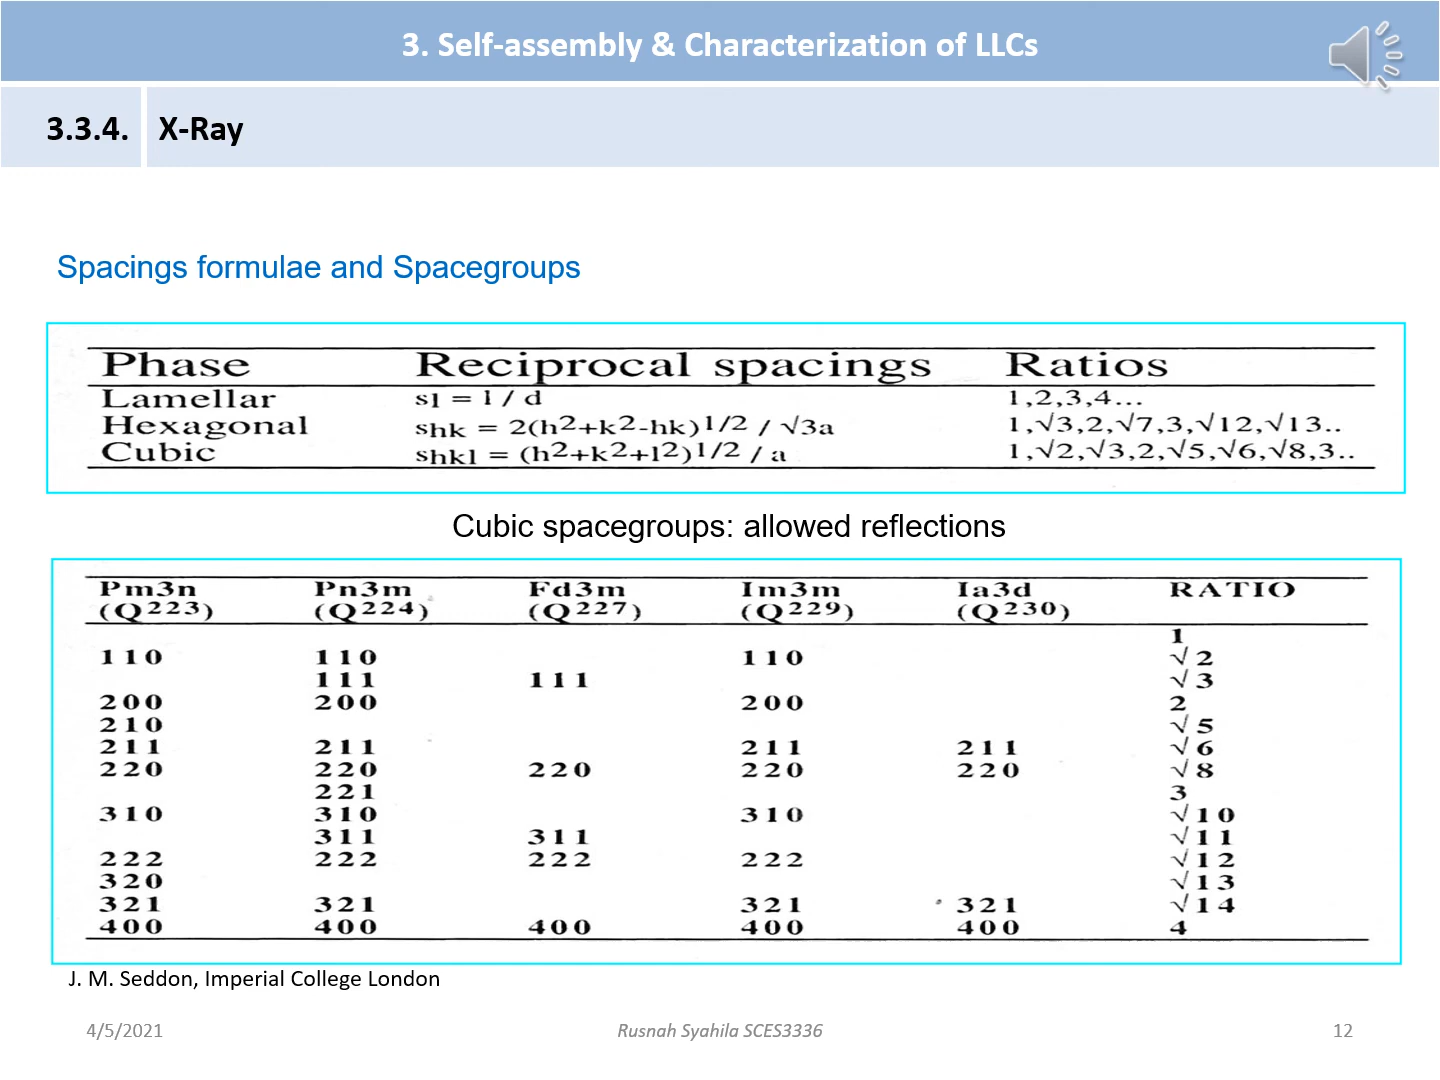 3. Self-assembly & Characterization of LLCs
3.3.4. X-Ray
Spacings formulae and Spacegroups
Phase Reciprocal spacings Ratios
Lamellar s1 = 1 / d 1,2,3,4...
Hexagonal shk = 2(h2+k2-hk)1/2 / √3a 1,√3,2,√7,3,√12,√13..
Cubic shkl = (h2+k2+l2)1/2 / a 1,√2,√3,2,√5,√6,√8,3..
Cubic spacegroups: allowed reflections
Pm3n Pn3m Fd3m Im3m Ia3d RATIO
(Q223) (Q224) (Q227) (Q229) (Q230)
1
110 110 110 √2
111 111 √3
200 200 200 2
210 √5
211 211 211 211 √6
220 220 220 220 220 √8
221 3
310 310 310 √10
311 311 √11
222 222 222 222 √12
320 √13
321 321 321 321 √14
400 400 400 400 400 4
J. M. Seddon, Imperial College London
4/5/2021 Rusnah Syahila SCES3336 12